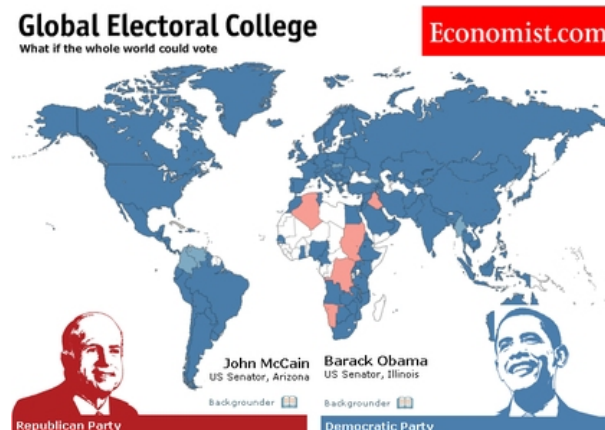 Global Electoral College
What if the whole world could vote
Economist.com
John McCain
US Senator, Arizona
Backgrounder
Barack Obama
US Senator, Illinois
Backgrounder
Republican Party
Democratic Party